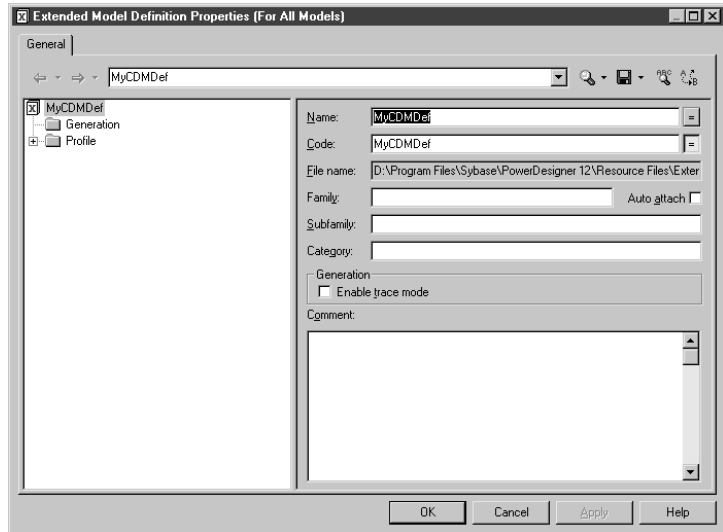 Extended Model Definition Properties (For All Models)
General
MyCDMDef
MyCDMDef
Generation
Profile
Name: MyCDMDef =
Code: MyCDMDef =
File name: D:\Program Files\Sybase\PowerDesigner 12\Resource Files\Exter
Family: Auto attach
Subfamily:
Category:
Generation
Enable trace mode
Comment:
OK Cancel Apply Help